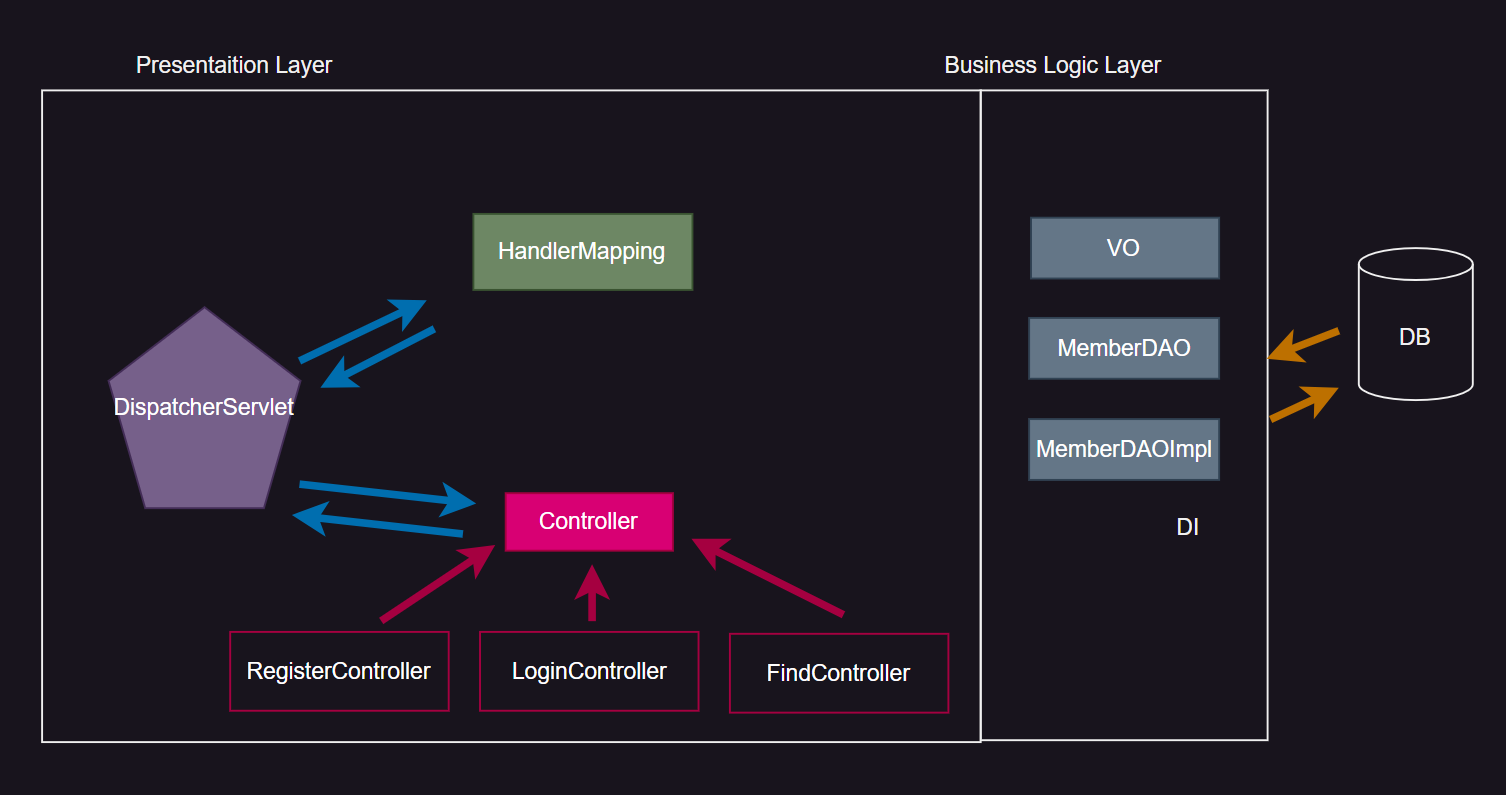 Presentaition Layer
Business Logic Layer
HandlerMapping
VO
DB
MemberDAO
DispatcherServlet
MemberDAOImpl
Controller
DI
RegisterController
LoginController
FindController